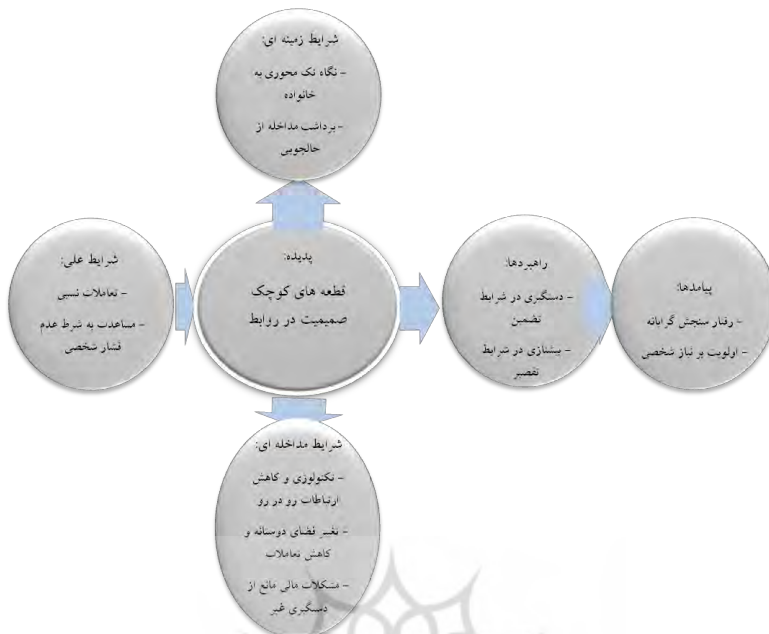 شرایط زمینه ای:
- نگاه تک محوری به
خانواده
- برداشت مداخله از
حالجویی
شرایط علی:
- تعاملات نسبی
- مساعدت به شرط عدم
فشار شخصی
پدیده:
قطعه های کوچک
صمیمیت در روابط
راهبردها:
- دستگیری در شرایط
تضمین
- پیشتازی در شرایط
تقصیر
پیامدها:
- رفتار سنجش گرایانه
- اولویت بر نیاز شخصی
شرایط مداخله ای:
- تکنولوژی و کاهش
ارتباطات رو در رو
- تغییر فضای دوستانه و
کاهش تعاملات
- مشکلات مالی مانع از
دستگیری غیر